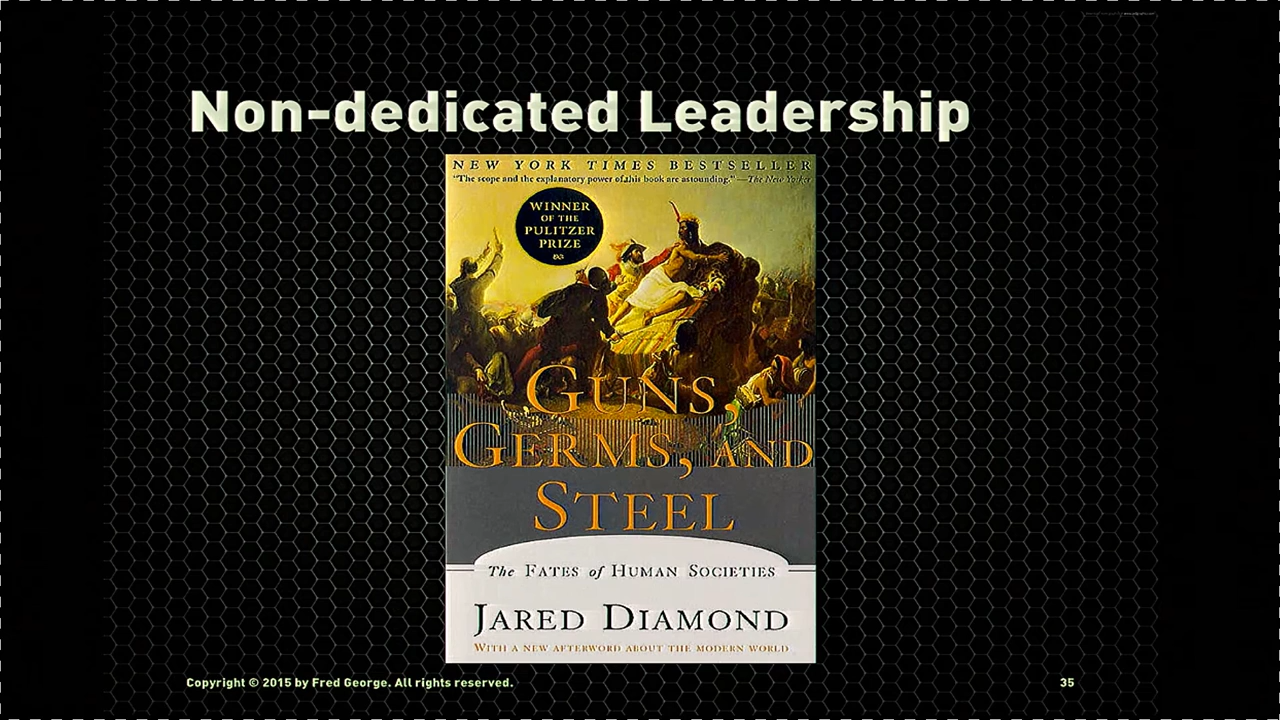 Non-dedicated Leadership
NEW YORK TIMES BESTSELLER
"The scope and the explanatory power of this book are astounding."—The New Yorker
WINNER
OF THE
PULITZER
PRIZE
GUNS,
GERMS, AND
STEEL
The FATES of HUMAN SOCIETIES
JARED DIAMOND
WITH A NEW AFTERWORD ABOUT THE MODERN WORLD
Copyright © 2015 by Fred George. All rights reserved.
35